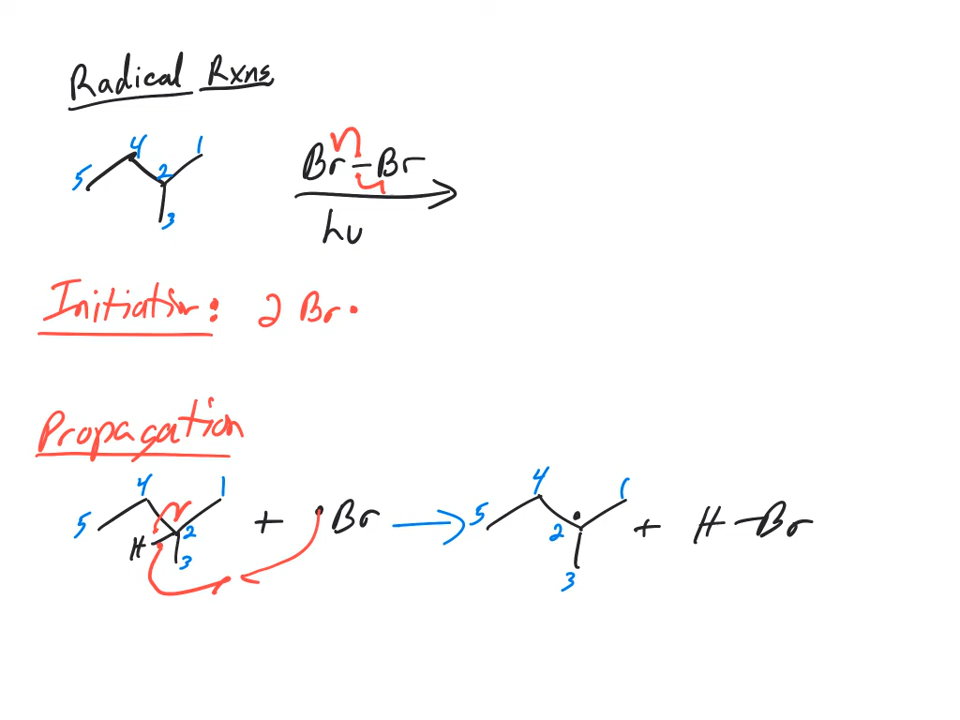 Radical Rxns
4 1
5 2 Br-Br
3 hν
Initiation: 2 Br•
Propagation
4 1 4 1
5 2 + •Br → 5 2 • + H-Br
H 3 3